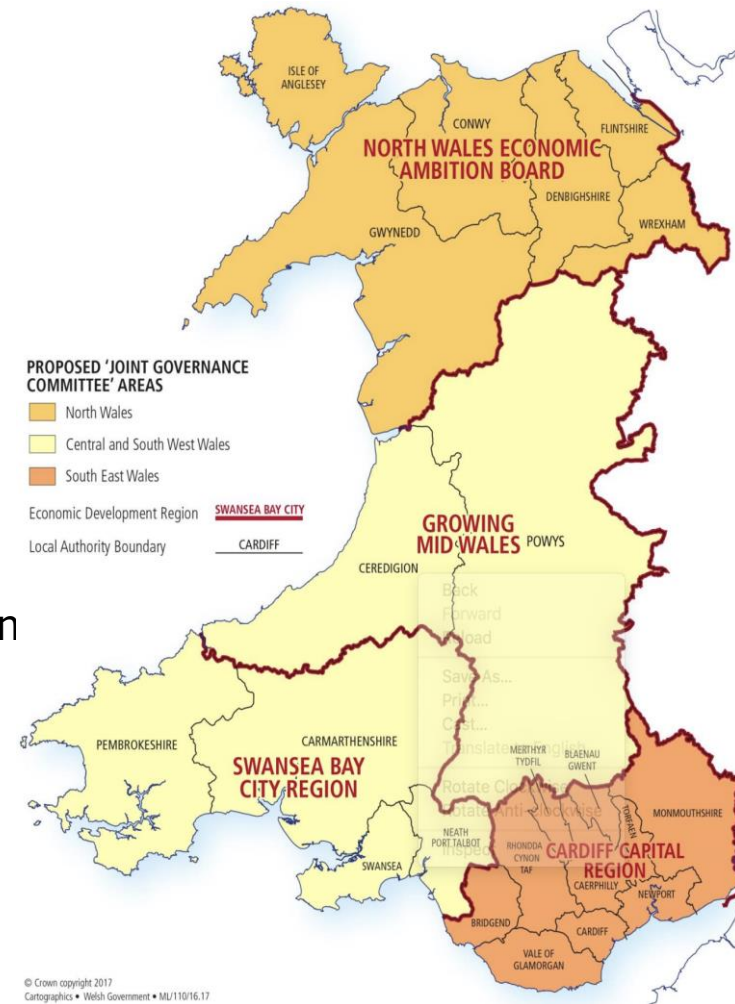 ISLE OF
ANGLESEY
CONWY
FLINTSHIRE
NORTH WALES ECONOMIC
AMBITION BOARD
DENBIGHSHIRE
GWYNEDD
WREXHAM
PROPOSED 'JOINT GOVERNANCE
COMMITTEE' AREAS
North Wales
Central and South West Wales
South East Wales
Economic Development Region SWANSEA BAY CITY
Local Authority Boundary CARDIFF
GROWING
MID WALES
POWYS
CEREDIGION
Back
Forward
Reload
n
Save As...
Print...
Cast...
Translate to English
PEMBROKESHIRE
CARMARTHENSHIRE
MERTHYR
TYDFIL
BLAENAU
GWENT
SWANSEA BAY
CITY REGION
Rotate Clockwise
Rotate Anti-clockwise
TORFAEN
MONMOUTHSHIRE
NEATH
PORT TALBOT
Inspect
RHONDDA
CYNON
TAF
CARDIFF CAPITAL
REGION
SWANSEA
CAERPHILLY
NEWPORT
BRIDGEND
CARDIFF
VALE OF
GLAMORGAN
© Crown copyright 2017
Cartographics • Welsh Government • ML/110/16.17